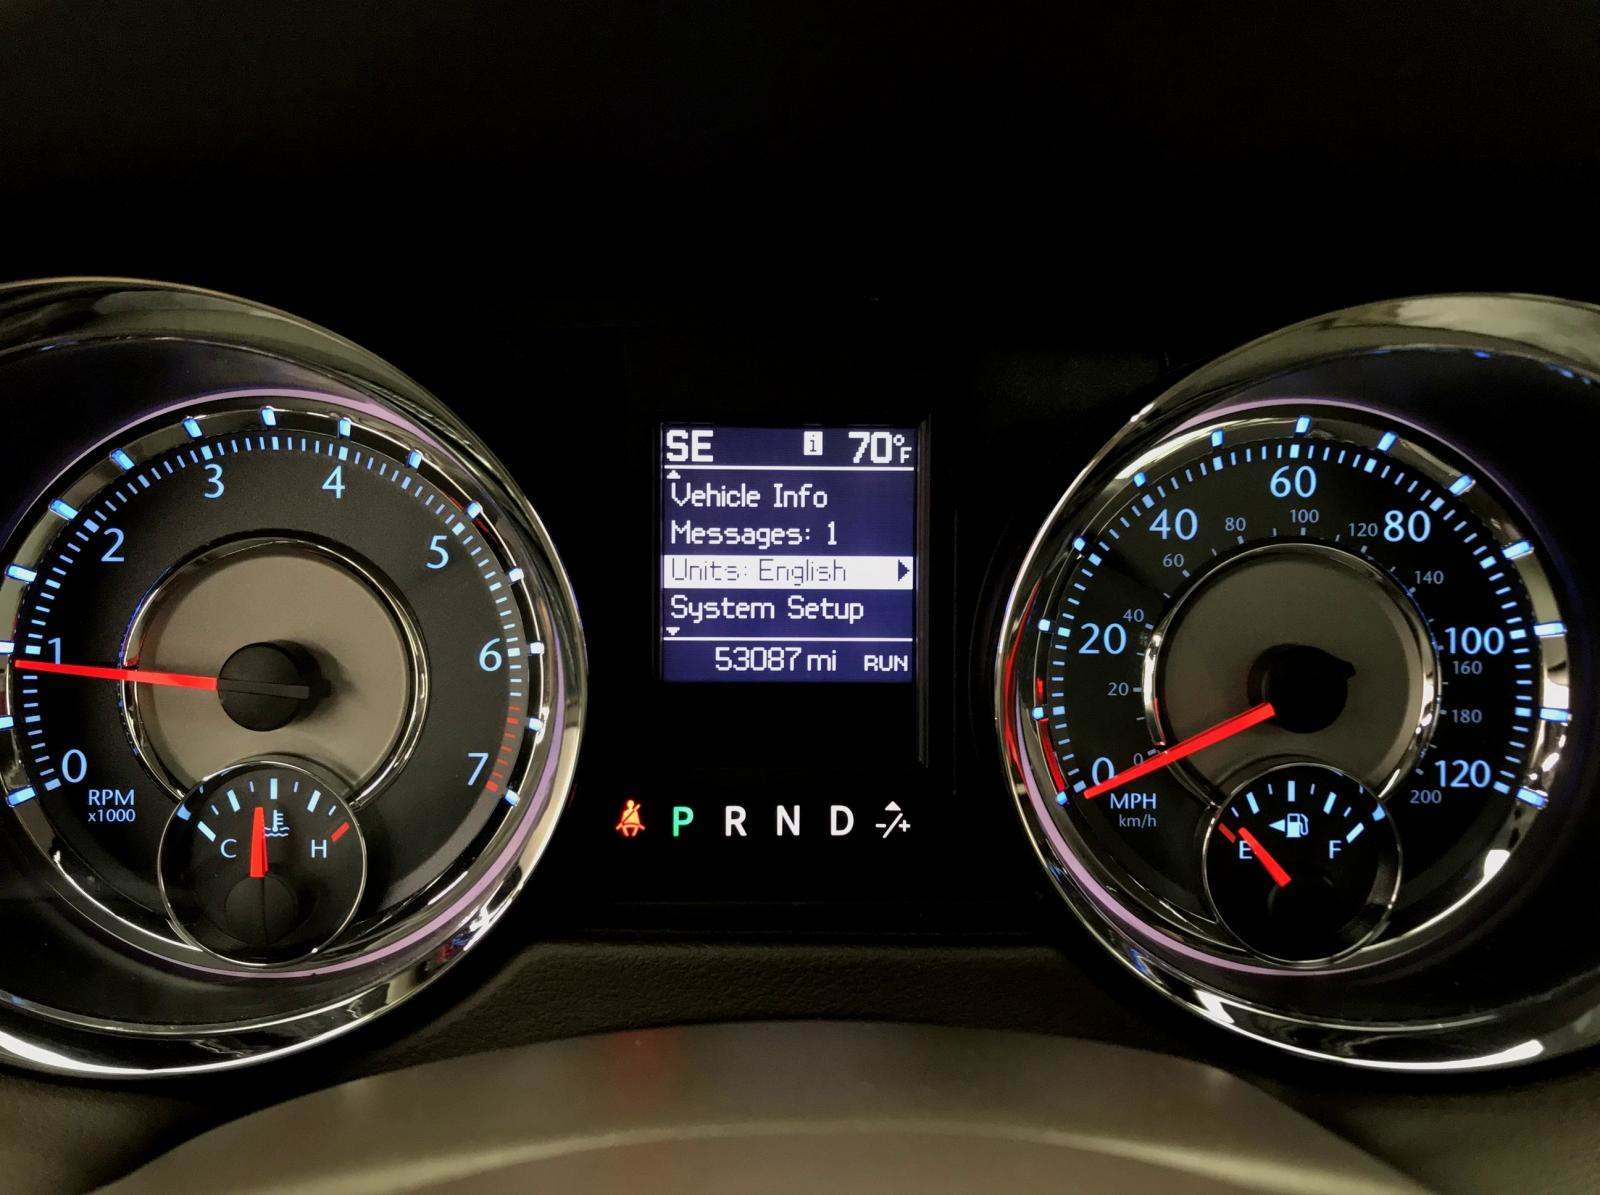 0
1
2
3
4
5
6
7
RPM
x1000
C
H
SE
i
70°F
Vehicle Info
Messages: 1
Units: English
System Setup
53087 mi RUN
P R N D -/+
0
20
40
60
80
100
120
MPH
km/h
0
20
40
60
80
100
120
140
160
180
200
E
F